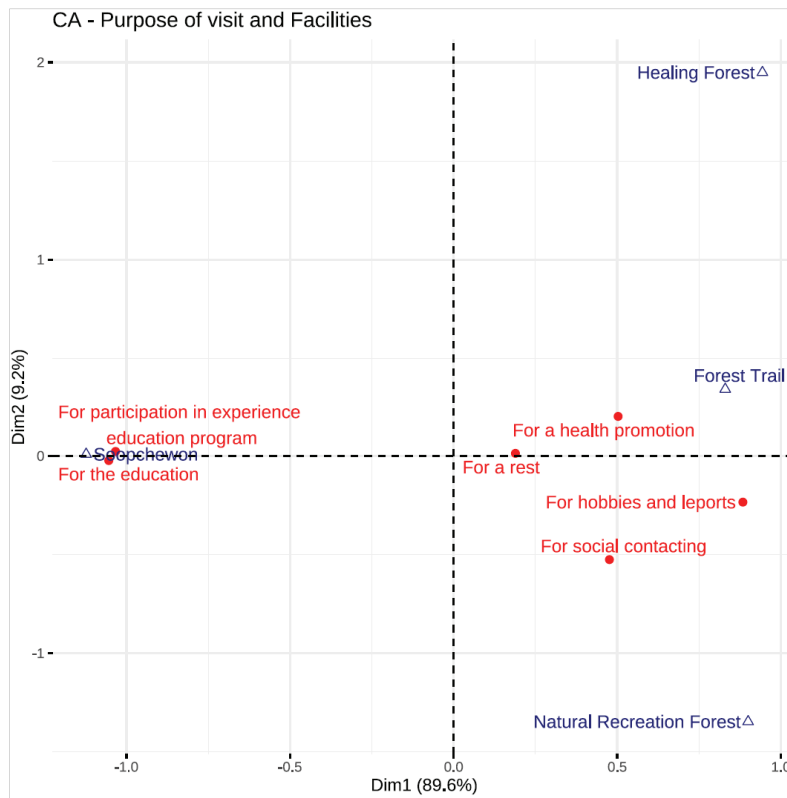 CA - Purpose of visit and Facilities
2
Healing Forest
1
Forest Trail
For participation in experience
education program
For a health promotion
0
Soopchewon
For a rest
For the education
For hobbies and leports
For social contacting
-1
Natural Recreation Forest
-1.0
-0.5
0.0
0.5
1.0
Dim1 (89.6%)
Dim2 (9.2%)